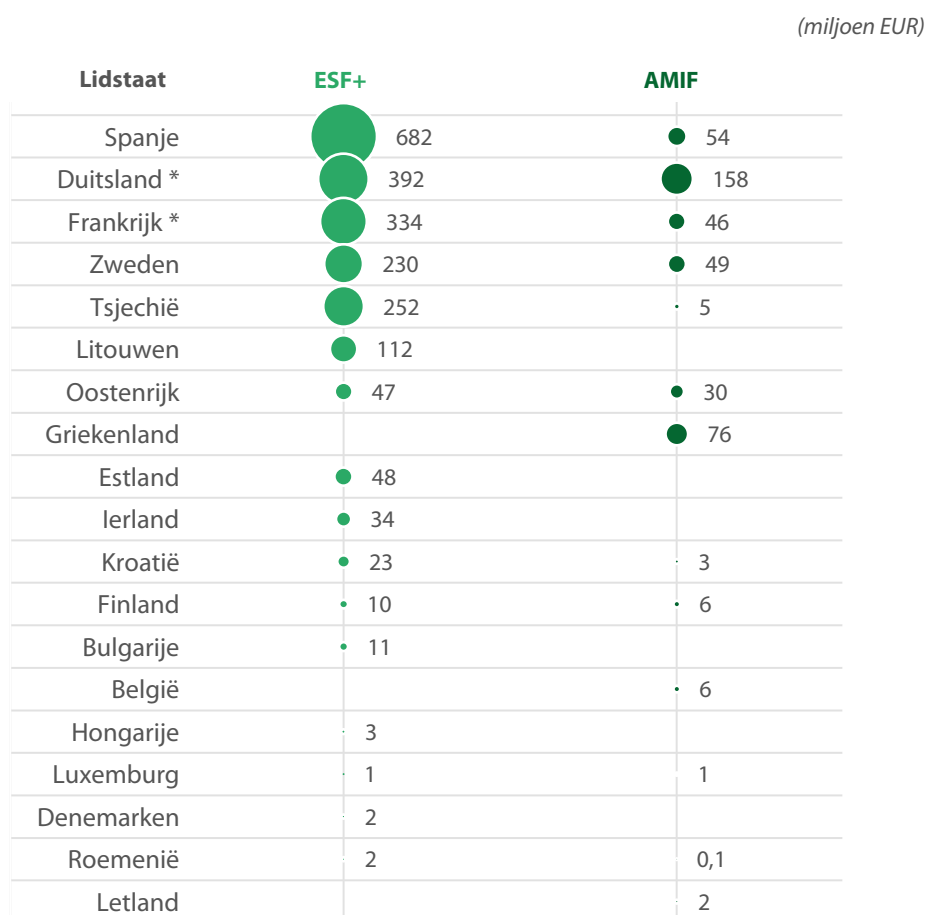 (miljoen EUR)
Lidstaat ESF+ AMIF
Spanje 682 54
Duitsland * 392 158
Frankrijk * 334 46
Zweden 230 49
Tsjechië 252 5
Litouwen 112
Oostenrijk 47 30
Griekenland 76
Estland 48
Ierland 34
Kroatië 23 3
Finland 10 6
Bulgarije 11
België 6
Hongarije 3
Luxemburg 1 1
Denemarken 2
Roemenië 2 0,1
Letland 2